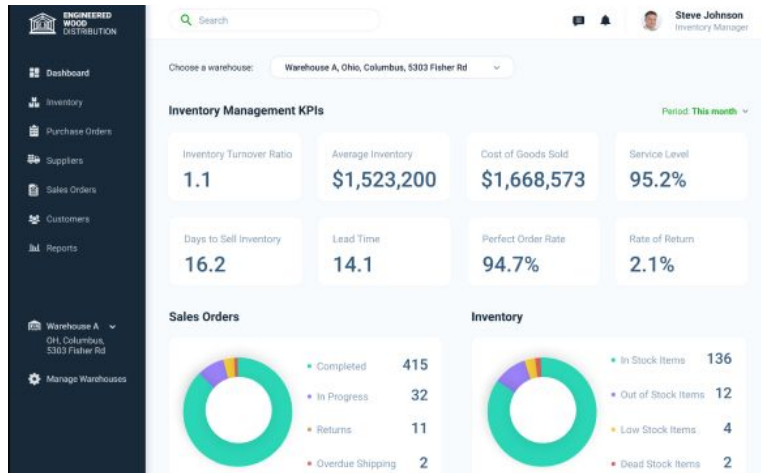 ENGINEERED
WOOD
DISTRIBUTION
Search
Steve Johnson
Inventory Manager
Dashboard
Inventory
Purchase Orders
Suppliers
Sales Orders
Customers
Reports
Warehouse A
OH, Columbus,
5303 Fisher Rd
Manage Warehouses
Choose a warehouse: Warehouse A, Ohio, Columbus, 5303 Fisher Rd
Inventory Management KPIs Period: This month
Inventory Turnover Ratio
1.1
Average Inventory
$1,523,200
Cost of Goods Sold
$1,668,573
Service Level
95.2%
Days to Sell Inventory
16.2
Lead Time
14.1
Perfect Order Rate
94.7%
Rate of Return
2.1%
Sales Orders
Completed 415
In Progress 32
Returns 11
Overdue Shipping 2
Inventory
In Stock Items 136
Out of Stock Items 12
Low Stock Items 4
Dead Stock Items 2